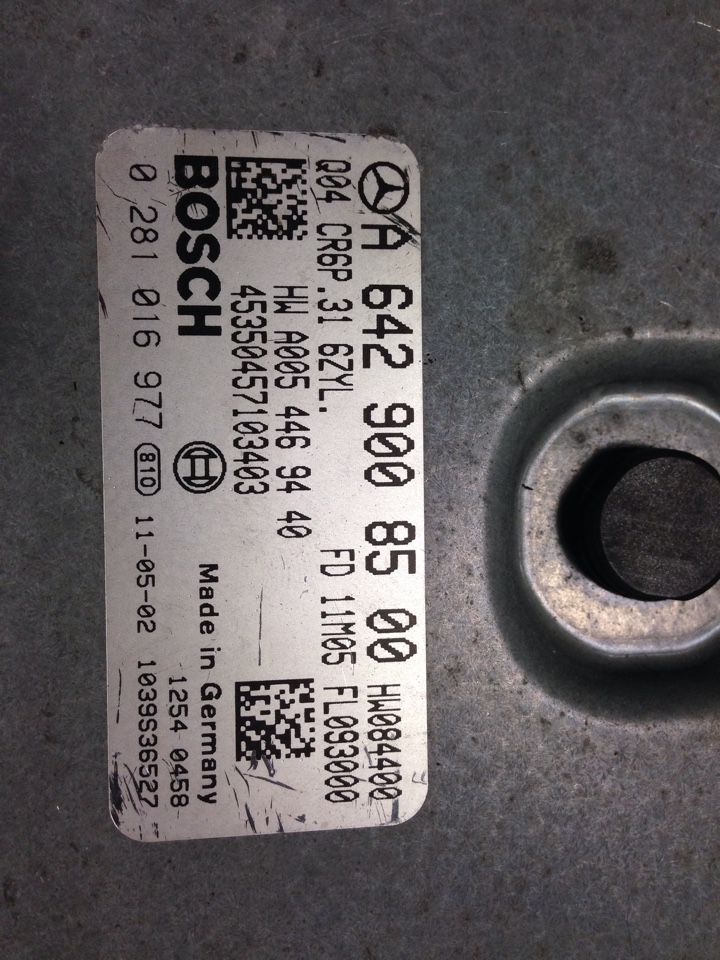 A 642 900 85 00 HW084400
Q04 CR6P.31 6ZYL. FD 11M05 FL093000
HW A005 446 94 40
45350457103403
BOSCH Made in Germany
1254 0458
0 281 016 977 810 11-05-02 1039S36527